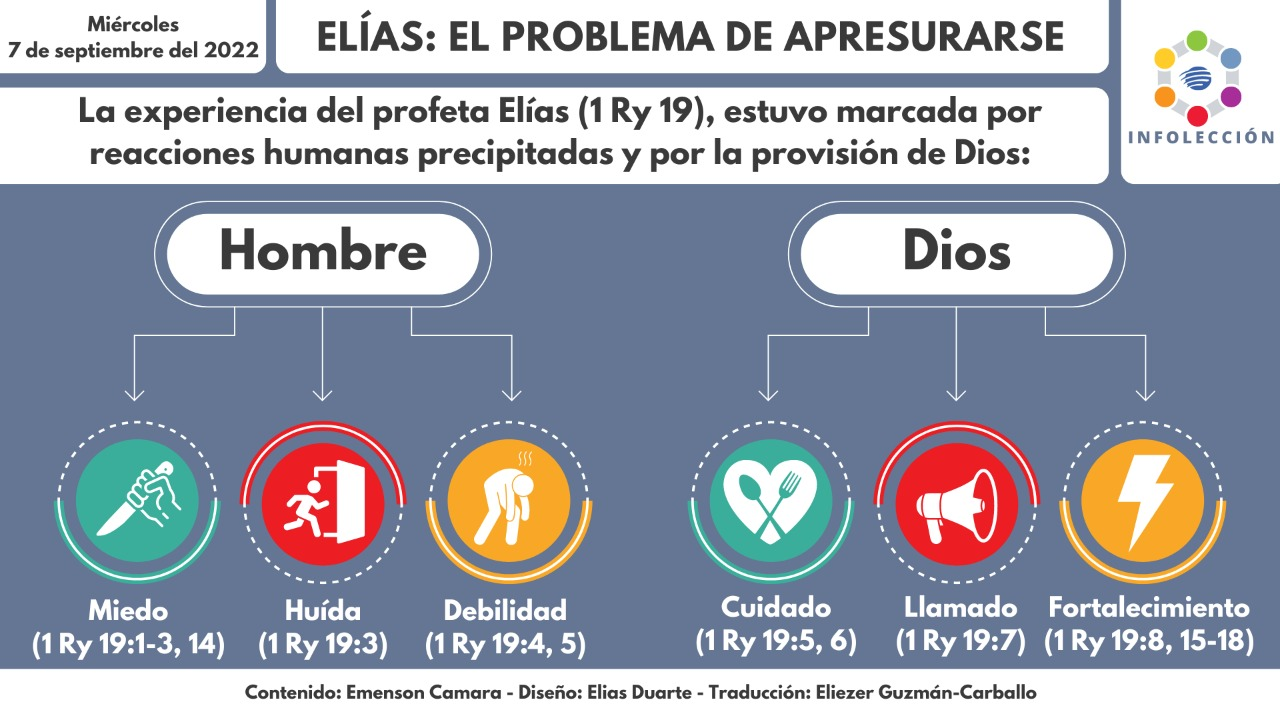 Miércoles
7 de septiembre del 2022
ELÍAS: EL PROBLEMA DE APRESURARSE
INFOLECCIÓN
La experiencia del profeta Elías (1 Ry 19), estuvo marcada por
reacciones humanas precipitadas y por la provisión de Dios:
Hombre
Dios
Miedo
(1 Ry 19:1-3, 14)
Huída
(1 Ry 19:3)
Debilidad
(1 Ry 19:4, 5)
Cuidado
(1 Ry 19:5, 6)
Llamado
(1 Ry 19:7)
Fortalecimiento
(1 Ry 19:8, 15-18)
Contenido: Emenson Camara - Diseño: Elias Duarte - Traducción: Eliezer Guzmán-Carballo